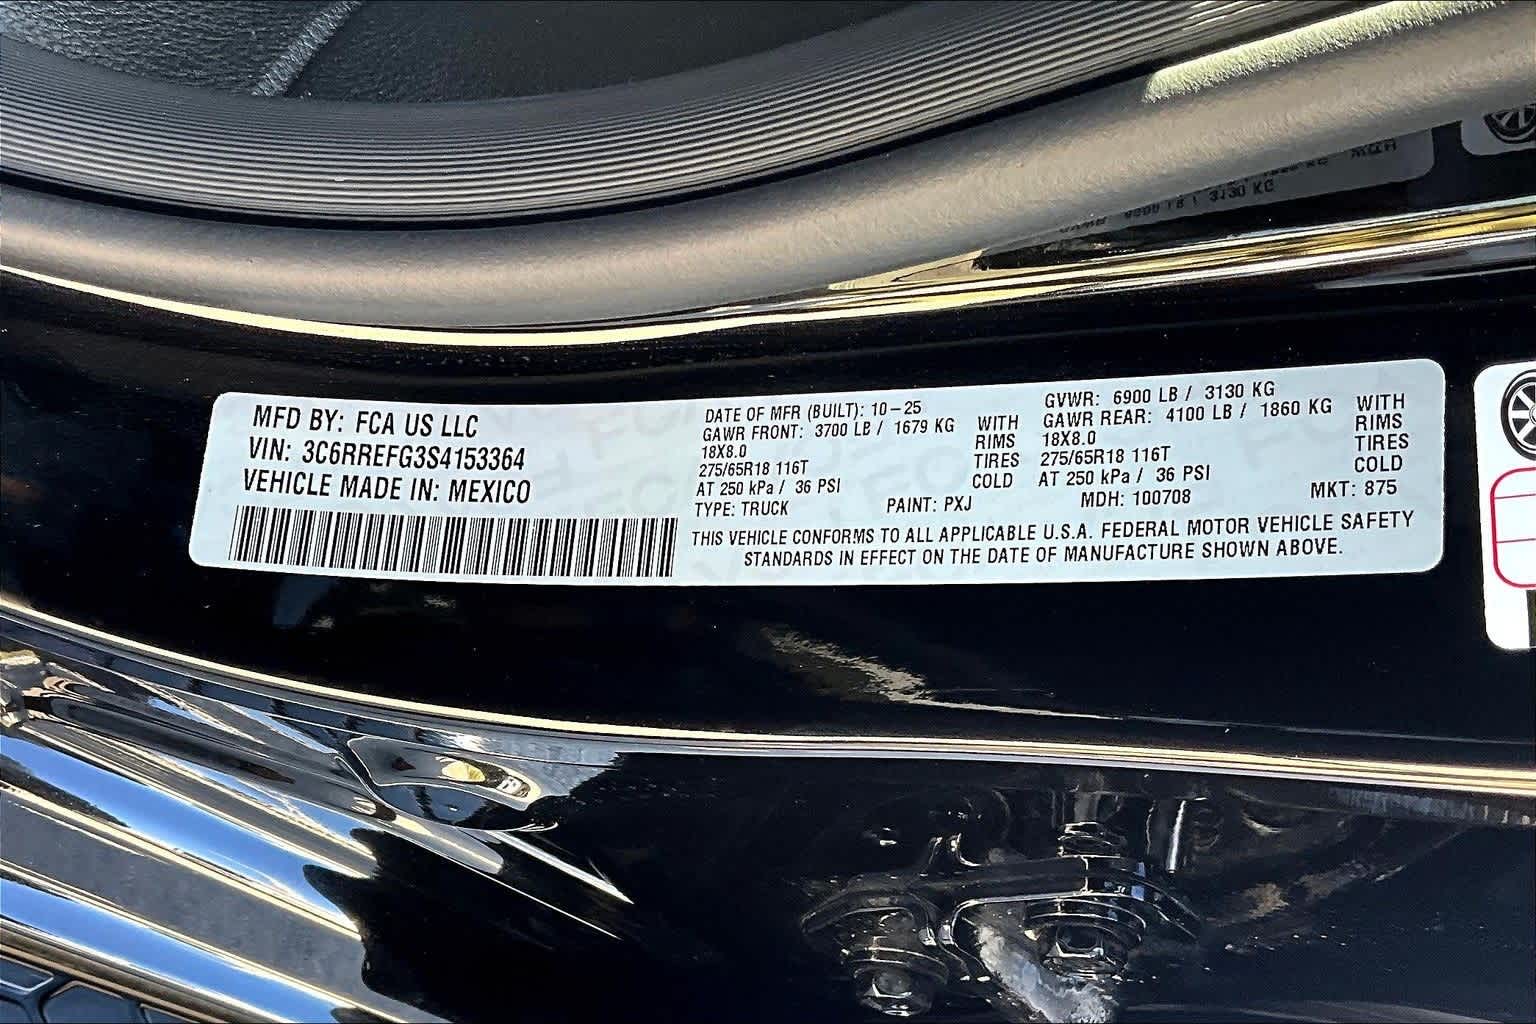 MFD BY: FCA US LLC
VIN: 3C6RREFG3S4153364
VEHICLE MADE IN: MEXICO
DATE OF MFR (BUILT): 10-25
GAWR FRONT: 3700 LB / 1679 KG WITH
18X8.0 RIMS
275/65R18 116T TIRES
AT 250 kPa / 36 PSI COLD
TYPE: TRUCK PAINT: PXJ
GVWR: 6900 LB / 3130 KG
GAWR REAR: 4100 LB / 1860 KG WITH
18X8.0 RIMS
275/65R18 116T TIRES
AT 250 kPa / 36 PSI COLD
MDH: 100708 MKT: 875
THIS VEHICLE CONFORMS TO ALL APPLICABLE U.S.A. FEDERAL MOTOR VEHICLE SAFETY
STANDARDS IN EFFECT ON THE DATE OF MANUFACTURE SHOWN ABOVE.